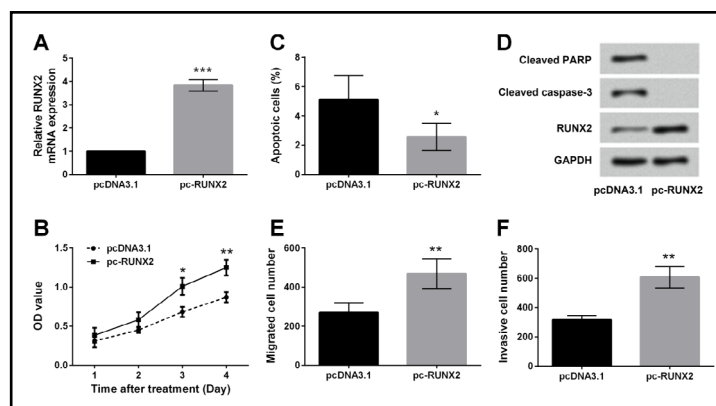 A
Relative RUNX2
mRNA expression
5
4
3
2
1
0
***
pcDNA3.1
pc-RUNX2
C
Apoptoic cells (%)
8
6
4
2
0
*
pcDNA3.1
pc-RUNX2
D
Cleaved PARP
Cleaved caspase-3
RUNX2
GAPDH
pcDNA3.1 pc-RUNX2
B
pcDNA3.1
pc-RUNX2
OD value
1.5
1.0
0.5
0.0
*
**
1 2 3 4
Time after treatment (Day)
E
Migrated cell number
600
400
200
0
**
pcDNA3.1
pc-RUNX2
F
Invasive cell number
800
600
400
200
0
**
pcDNA3.1
pc-RUNX2